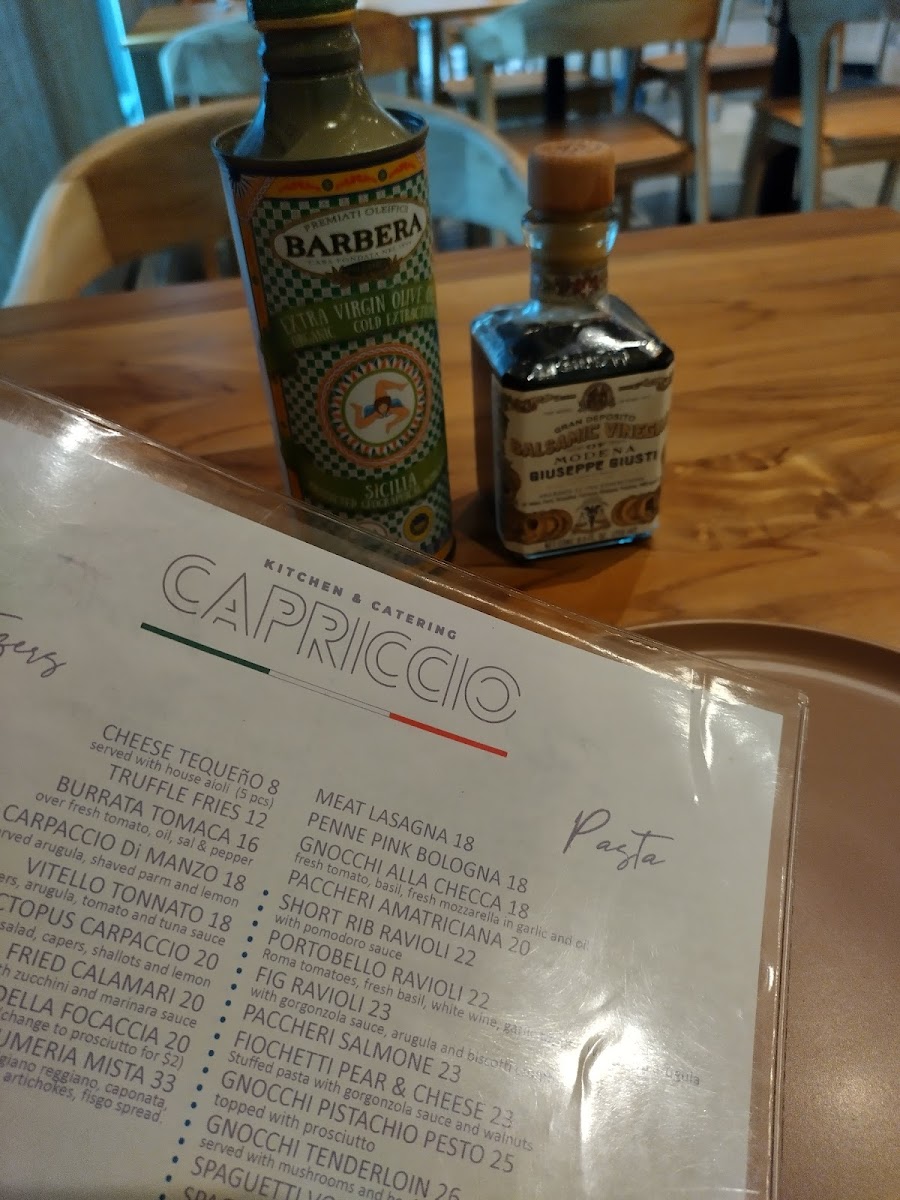 PREMIATI OLEIFICI
BARBERA
EXTRA VIRGIN OLIVE
ORGANIC COLD EXTRACTION
SICILIA
GRAN DEPOSITO
BALSAMIC VINEGAR
OF
MODENA
GIUSEPPE GIUSTI
KITCHEN & CATERING
CAPRICCIO
CHEESE TEQUEñO 8
served with house aioli (5 pcs)
TRUFFLE FRIES 12
BURRATA TOMACA 16
over fresh tomato, oil, sal & pepper
CARPACCIO Di MANZO 18
arugula, shaved parm and lemon
VITELLO TONNATO 18
arugula, tomato and tuna sauce
CARPACCIO 20
salad, capers, shallots and lemon
FRIED CALAMARI 20
zucchini and marinara sauce
DELLA FOCACCIA 20
change to prosciutto for $2)
MISTA 33
reggiano, caponata,
artichokes, fisgo spread.
Pasta
MEAT LASAGNA 18
PENNE PINK BOLOGNA 18
GNOCCHI ALLA CHECCA 18
fresh tomato, basil, fresh mozzarella in garlic and oil
PACCHERI AMATRICIANA 20
SHORT RIB RAVIOLI 22
with pomodoro sauce
PORTOBELLO RAVIOLI 22
Roma tomatoes, fresh basil, white wine,
FIG RAVIOLI 23
with gorgonzola sauce, arugula and biscotti
PACCHERI SALMONE 23
FIOCHETTI PEAR & CHEESE 23
Stuffed pasta with gorgonzola sauce and walnuts
GNOCCHI PISTACHIO PESTO 25
topped with prosciutto
GNOCCHI TENDERLOIN 26
served with mushrooms and
SPAGUETTI